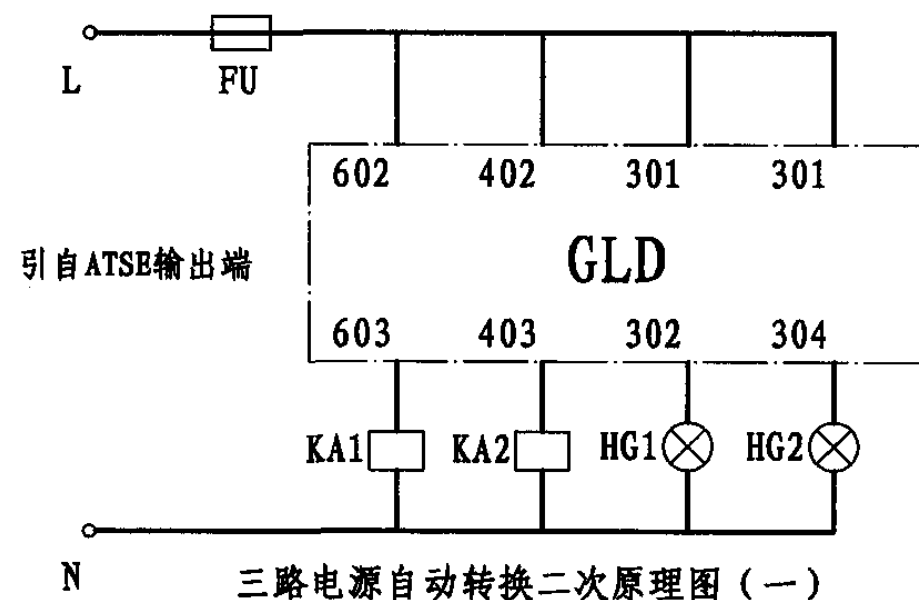 L FU
602 402 301 301
引自ATSE输出端 GLD
603 403 302 304
KA1 KA2 HG1 HG2
N 三路电源自动转换二次原理图(一)